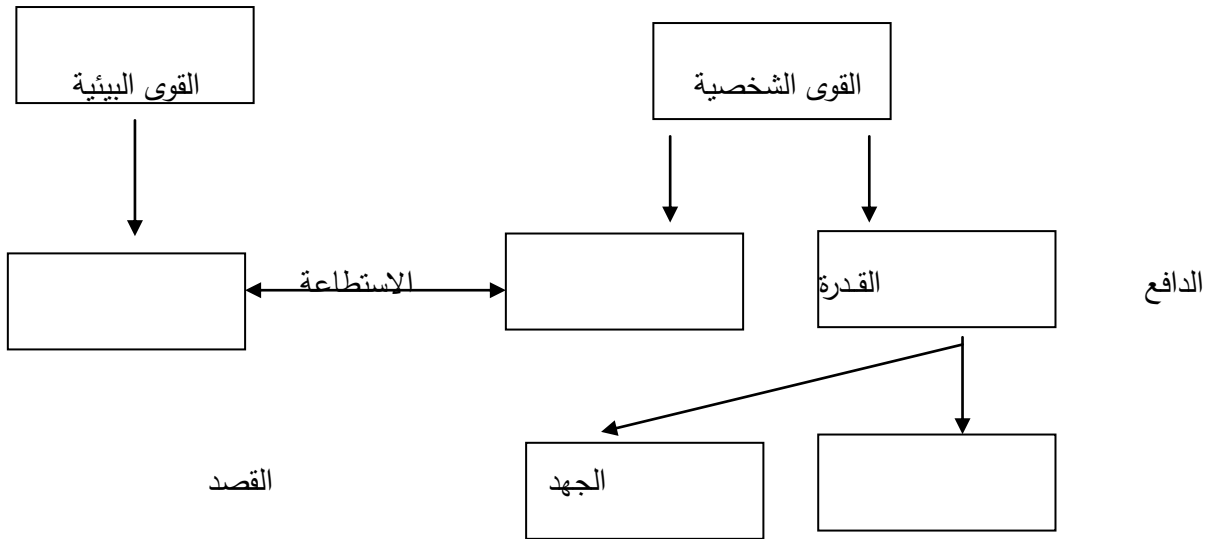 القوى الشخصية
القوى البيئية
الدافع
القدرة
الاستطاعة
الجهد
القصد